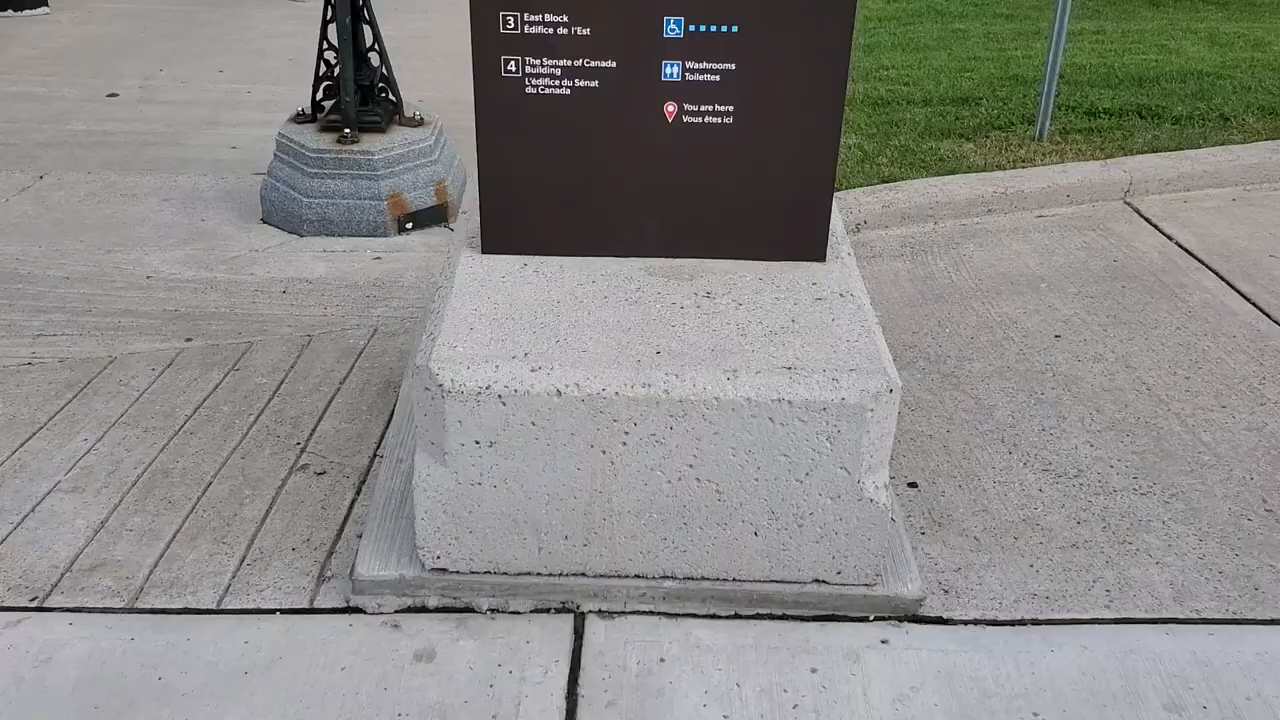 3 East Block
Édifice de l'Est
4 The Senate of Canada
Building
L'édifice du Sénat
du Canada
Washrooms
Toilettes
You are here
Vous êtes ici